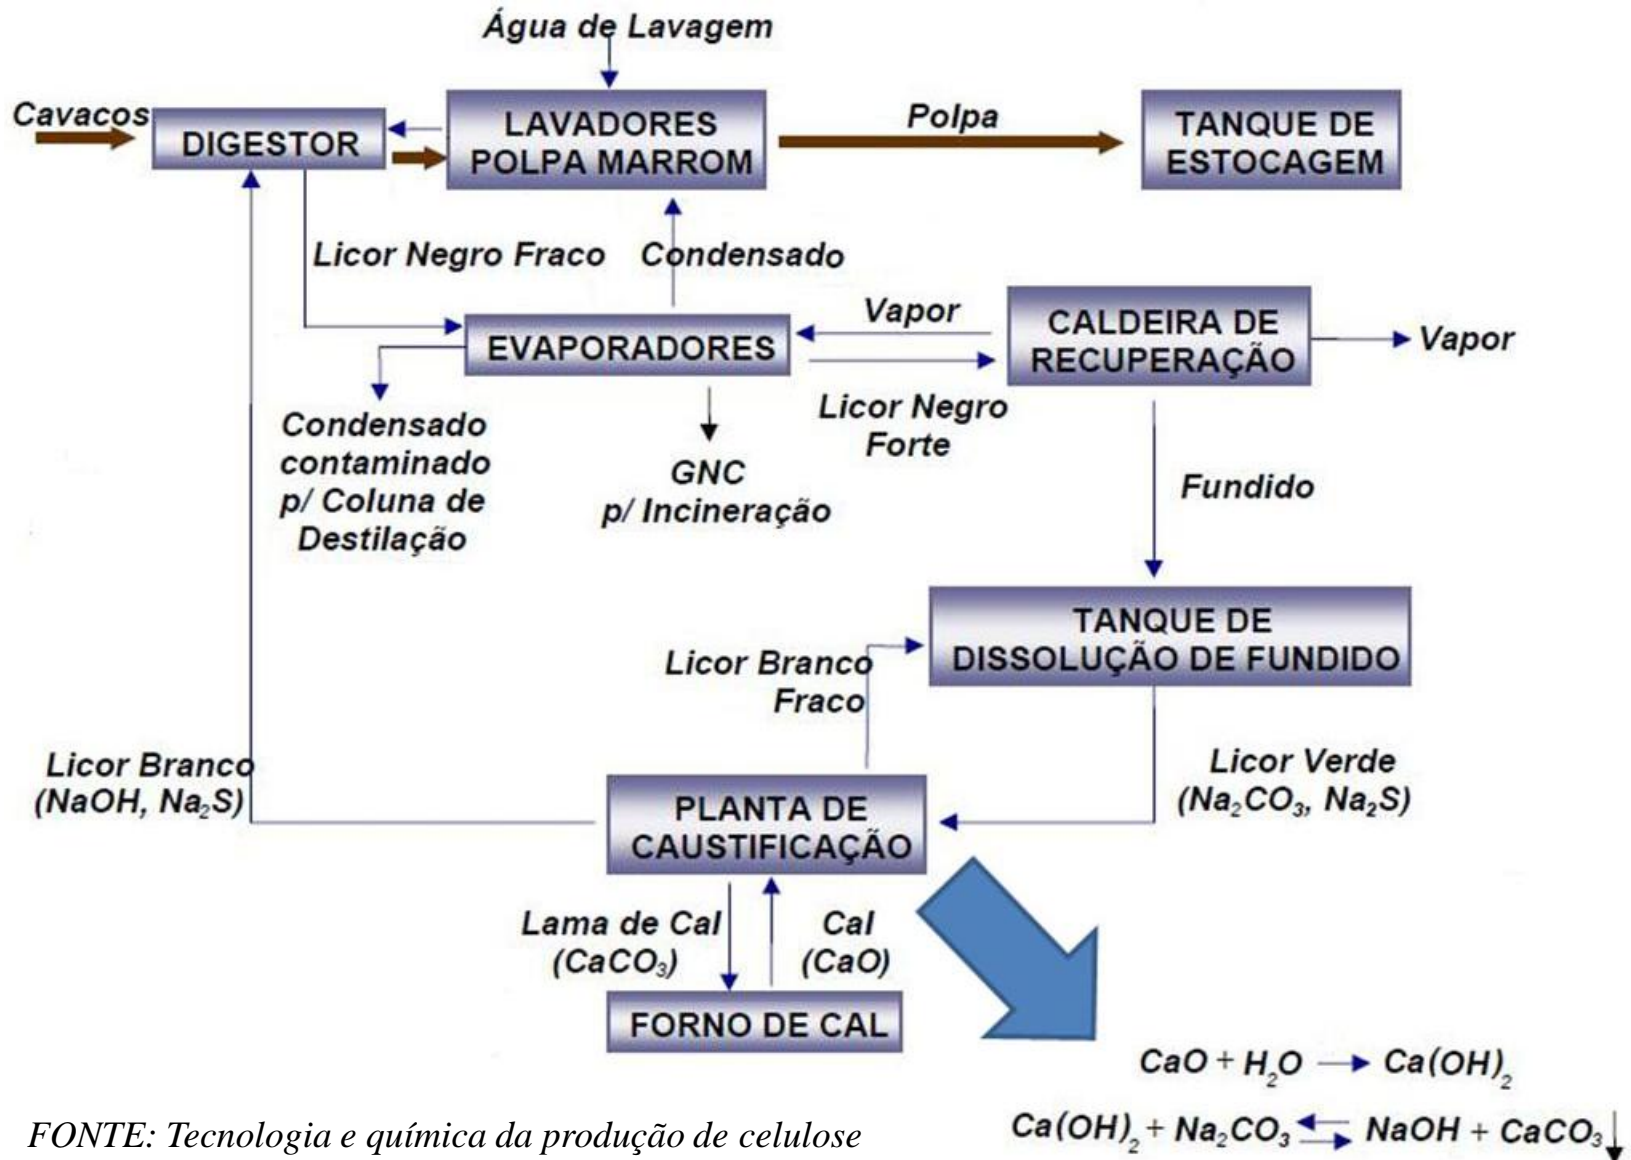 Água de Lavagem
Cavacos
DIGESTOR
LAVADORES
POLPA MARROM
Polpa
TANQUE DE
ESTOCAGEM
Licor Negro Fraco
Condensado
Vapor
CALDEIRA DE
RECUPERAÇÃO
Vapor
EVAPORADORES
Licor Negro
Forte
Condensado
contaminado
p/ Coluna de
Destilação
GNC
p/ Incineração
Fundido
TANQUE DE
DISSOLUÇÃO DE FUNDIDO
Licor Branco
Fraco
Licor Branco
(NaOH, Na₂S)
Licor Verde
(Na₂CO₃, Na₂S)
PLANTA DE
CAUSTIFICAÇÃO
Lama de Cal
(CaCO₃)
Cal
(CaO)
FORNO DE CAL
CaO + H₂O → Ca(OH)₂
Ca(OH)₂ + Na₂CO₃ ⇄ NaOH + CaCO₃↓
FONTE: Tecnologia e química da produção de celulose